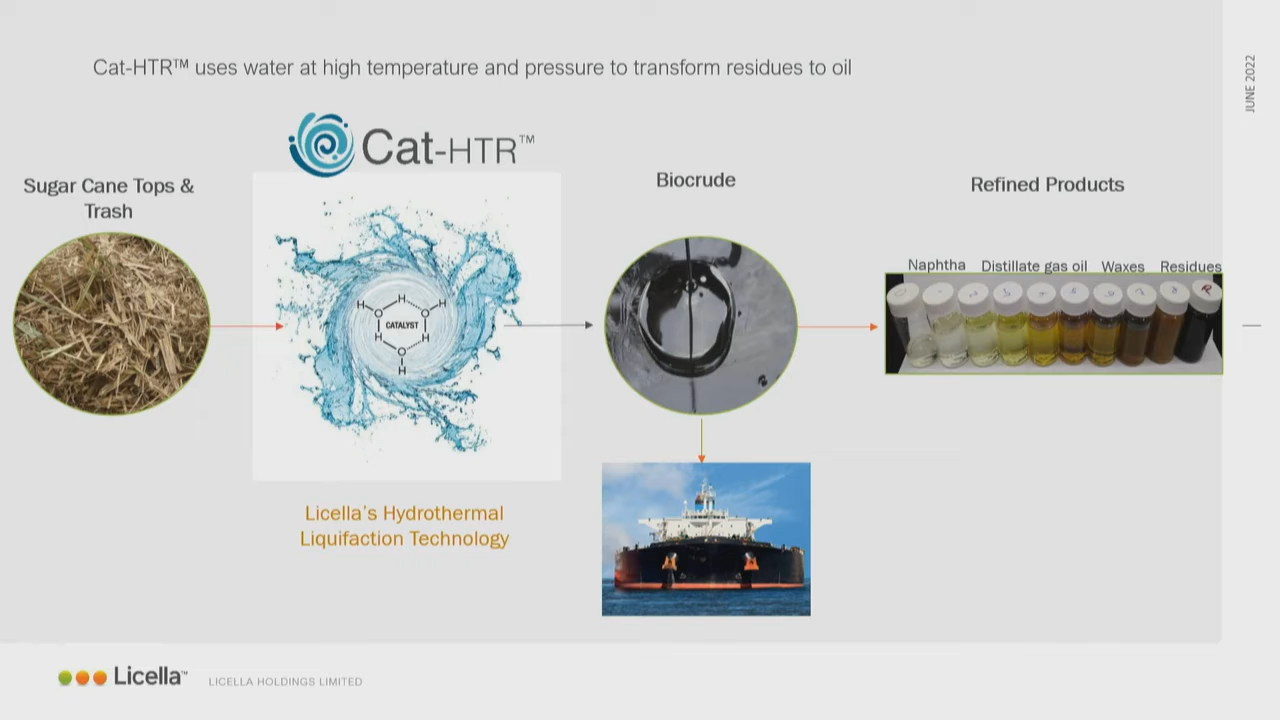 Cat-HTR™ uses water at high temperature and pressure to transform residues to oil
JUNE 2022
Cat-HTR™
Sugar Cane Tops &
Trash
Biocrude
Refined Products
Naphtha Distillate gas oil Waxes Residues
H H H
O O
CATALYST
H H
O
H
Licella's Hydrothermal
Liquifaction Technology
Licella™ LICELLA HOLDINGS LIMITED